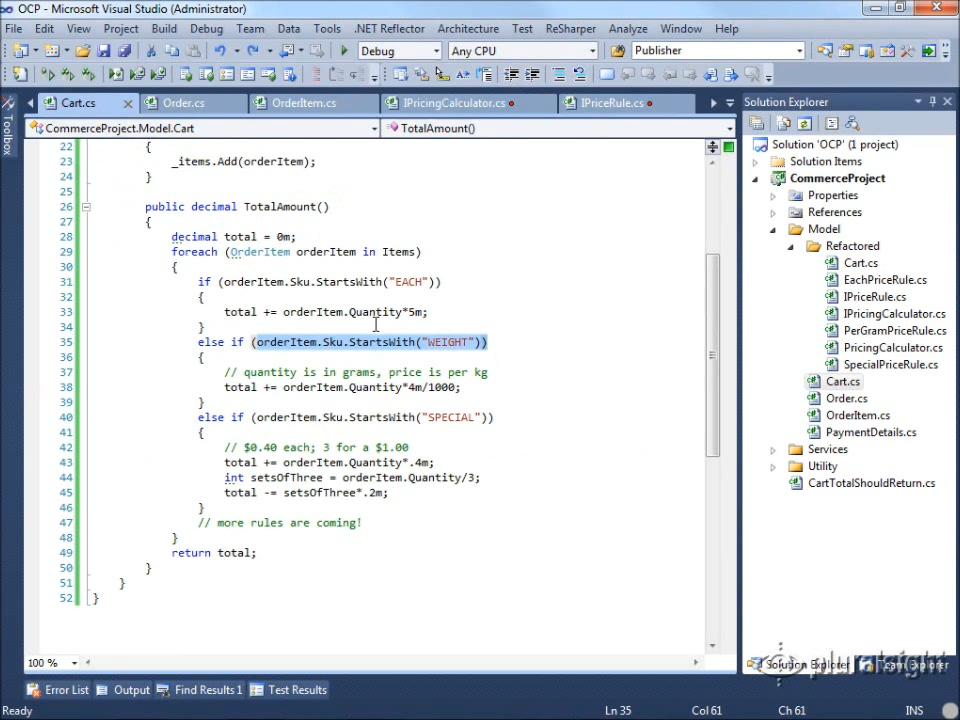 OCP - Microsoft Visual Studio (Administrator)
File Edit View Project Build Debug Team Data Tools .NET Reflector Architecture Test ReSharper Analyze Window Help
Debug Any CPU Publisher
Cart.cs Order.cs OrderItem.cs IPricingCalculator.cs IPriceRule.cs
CommerceProject.Model.Cart TotalAmount()
Toolbox
22 {
23 _items.Add(orderItem);
24 }
25
26 public decimal TotalAmount()
27 {
28 decimal total = 0m;
29 foreach (OrderItem orderItem in Items)
30 {
31 if (orderItem.Sku.StartsWith("EACH"))
32 {
33 total += orderItem.Quantity*5m;
34 }
35 else if (orderItem.Sku.StartsWith("WEIGHT"))
36 {
37 // quantity is in grams, price is per kg
38 total += orderItem.Quantity*4m/1000;
39 }
40 else if (orderItem.Sku.StartsWith("SPECIAL"))
41 {
42 // $0.40 each; 3 for a $1.00
43 total += orderItem.Quantity*.4m;
44 int setsOfThree = orderItem.Quantity/3;
45 total -= setsOfThree*.2m;
46 }
47 // more rules are coming!
48 }
49 return total;
50 }
51 }
52 }
100 %
Solution Explorer
Solution 'OCP' (1 project)
Solution Items
CommerceProject
Properties
References
Model
Refactored
Cart.cs
EachPriceRule.cs
IPriceRule.cs
IPricingCalculator.cs
PerGramPriceRule.cs
PricingCalculator.cs
SpecialPriceRule.cs
Cart.cs
Order.cs
OrderItem.cs
PaymentDetails.cs
Services
Utility
CartTotalShouldReturn.cs
Solution Explorer Team Explorer
pluralsight
Error List Output Find Results 1 Test Results
Ready Ln 35 Col 61 Ch 61 INS